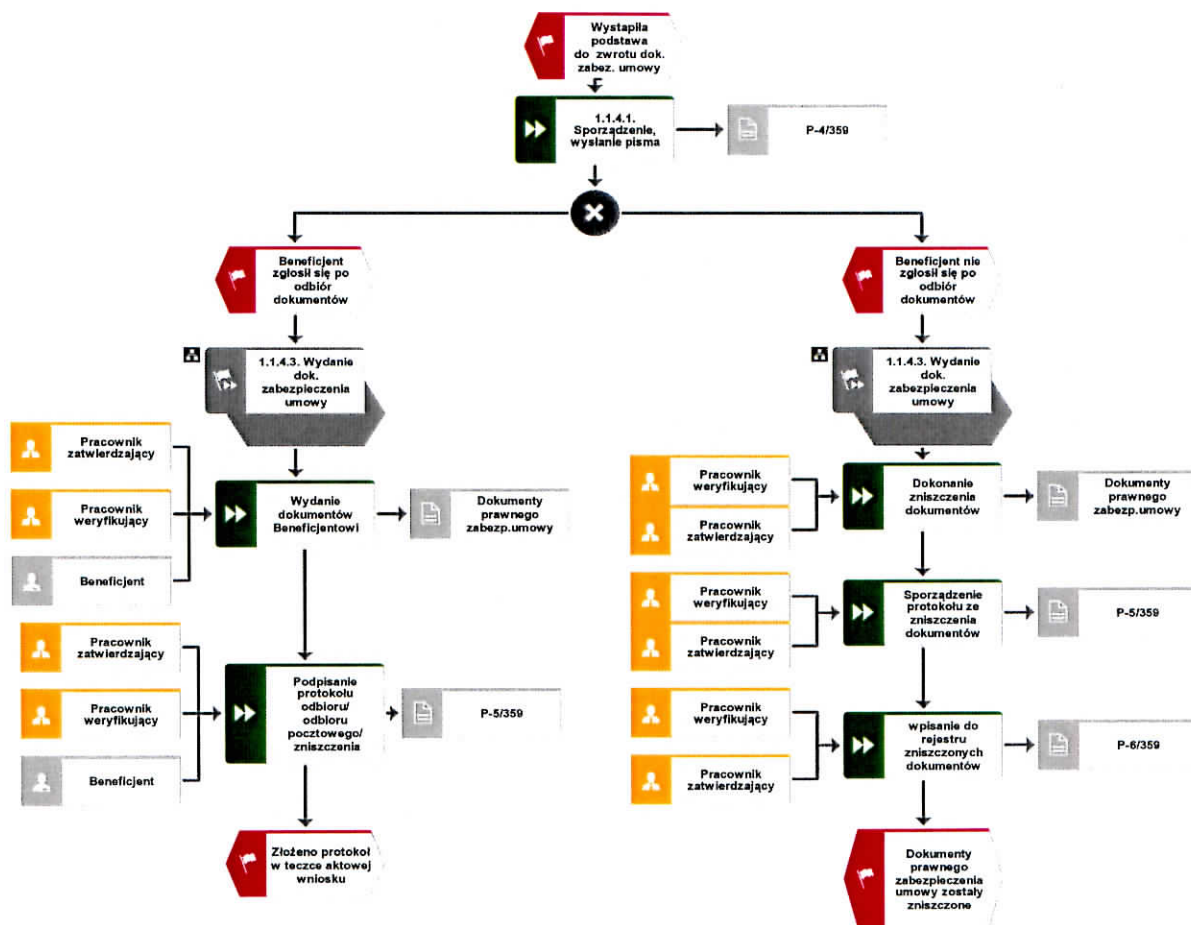 Wystąpiła
podstawa
do zwrotu dok.
zabez. umowy
1.1.4.1.
Sporządzenie,
wysłanie pisma
P-4/359
Beneficjent
zgłosił się po
odbiór
dokumentów
1.1.4.3. Wydanie
dok.
zabezpieczenia
umowy
Pracownik
zatwierdzający
Pracownik
weryfikujący
Beneficjent
Wydanie
dokumentów
Beneficjentowi
Dokumenty
prawnego
zabezp.umowy
Pracownik
zatwierdzający
Pracownik
weryfikujący
Beneficjent
Podpisanie
protokołu
odbioru/
odbioru
pocztowego/
zniszczenia
P-5/359
Złożeno protokół
w teczce aktowej
wniosku
Beneficjent nie
zgłosił się po
odbiór
dokumentów
1.1.4.3. Wydanie
dok.
zabezpieczenia
umowy
Pracownik
weryfikujący
Pracownik
zatwierdzający
Dokonanie
zniszczenia
dokumentów
Dokumenty
prawnego
zabezp.umowy
Pracownik
weryfikujący
Pracownik
zatwierdzający
Sporządzenie
protokołu ze
zniszczenia
dokumentów
P-5/359
Pracownik
weryfikujący
Pracownik
zatwierdzający
wpisanie do
rejestru
zniszczonych
dokumentów
P-6/359
Dokumenty
prawnego
zabezpieczenia
umowy zostały
zniszczone